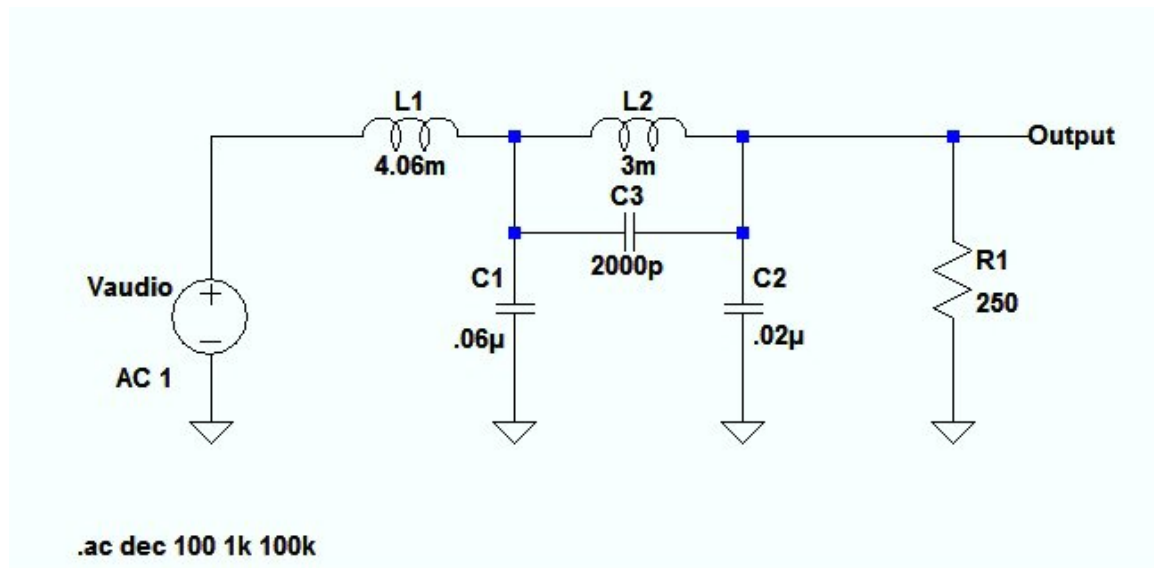 L1
4.06m
L2
3m
Output
C3
2000p
Vaudio
AC 1
C1
.06µ
C2
.02µ
R1
250
.ac dec 100 1k 100k